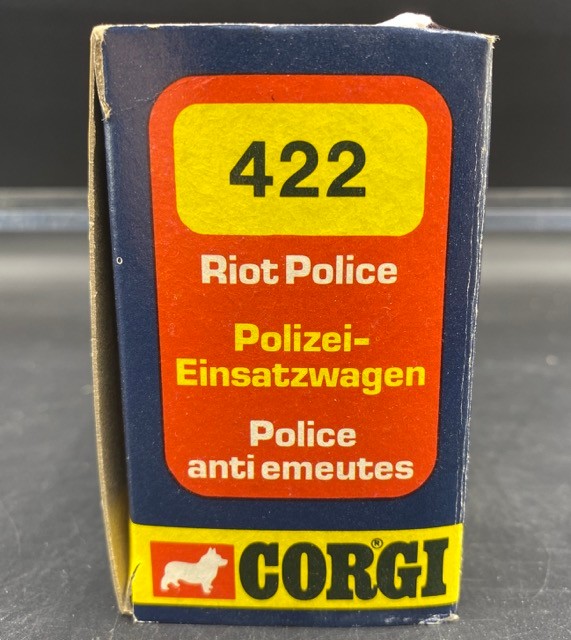 422
Riot Police
Polizei-
Einsatzwagen
Police
anti emeutes
CORGI®